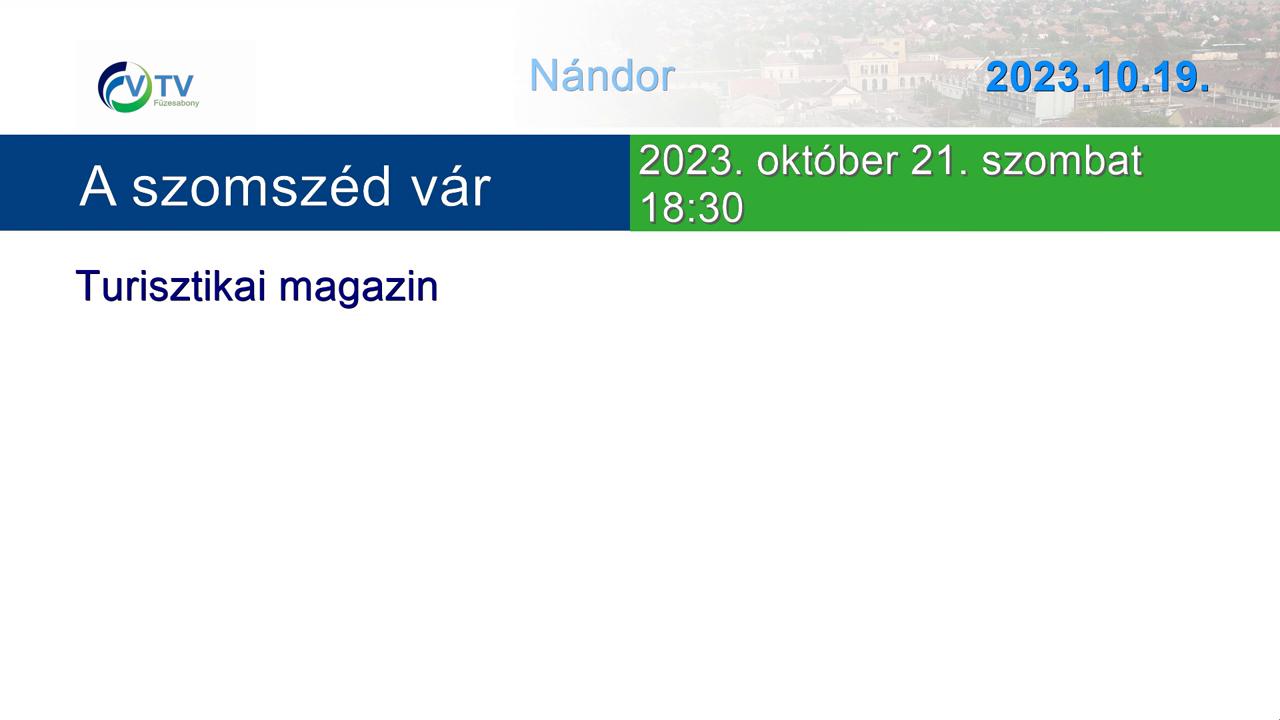 VTV
Füzesabony
Nándor
2023.10.19.
A szomszéd vár
2023. október 21. szombat
18:30
Turisztikai magazin